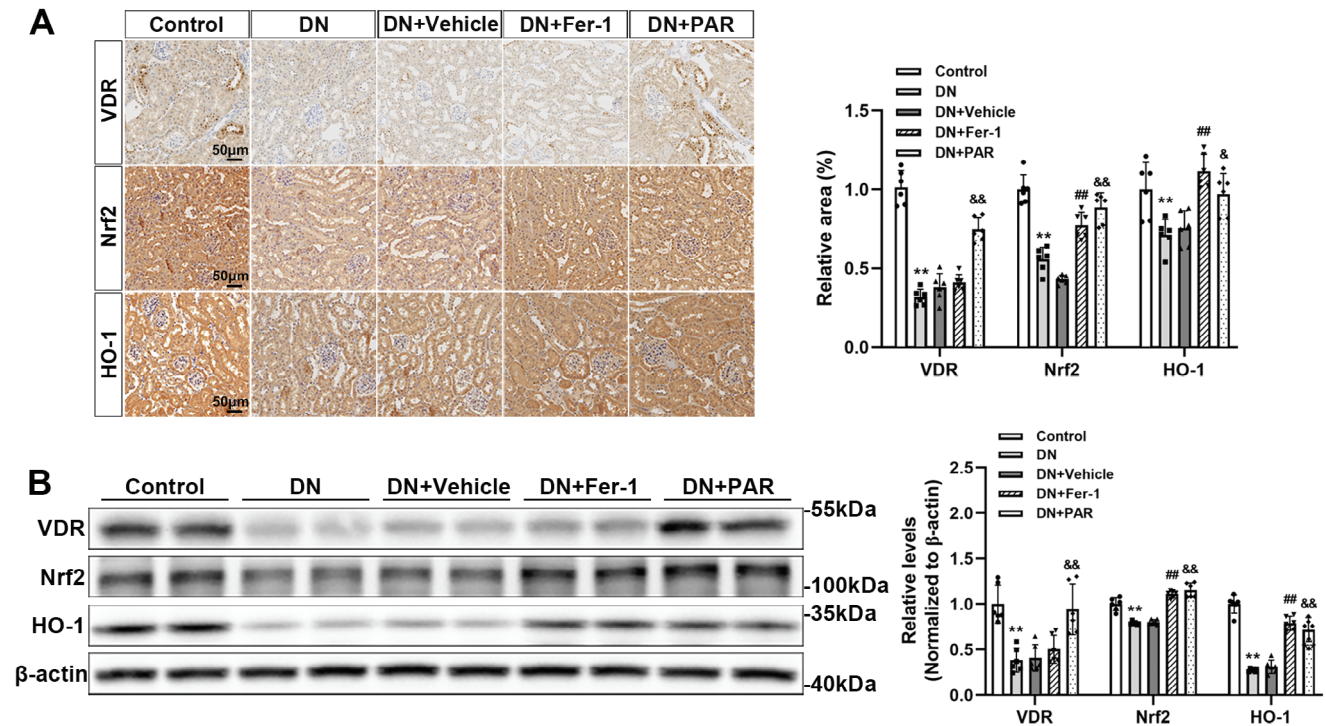 A
Control DN DN+Vehicle DN+Fer-1 DN+PAR
VDR
50μm
Nrf2
50μm
HO-1
50μm
Control
DN
DN+Vehicle
DN+Fer-1
DN+PAR
Relative area (%)
1.5
1.0
0.5
0.0
** && ** ## && ** ## &
VDR Nrf2 HO-1
B
Control DN DN+Vehicle DN+Fer-1 DN+PAR
VDR -55kDa
Nrf2 -100kDa
HO-1 -35kDa
β-actin -40kDa
Control
DN
DN+Vehicle
DN+Fer-1
DN+PAR
Relative levels
(Normalized to β-actin)
2.5
2.0
1.5
1.0
0.5
0.0
** && ** ## && ** ## &&
VDR Nrf2 HO-1